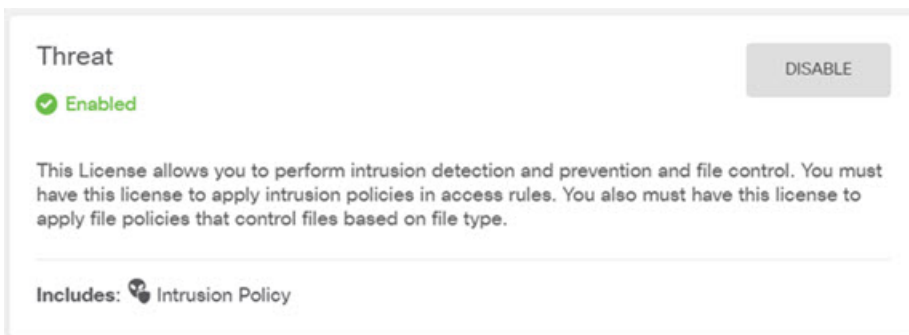 Threat
DISABLE
Enabled
This License allows you to perform intrusion detection and prevention and file control. You must
have this license to apply intrusion policies in access rules. You also must have this license to
apply file policies that control files based on file type.
Includes: Intrusion Policy